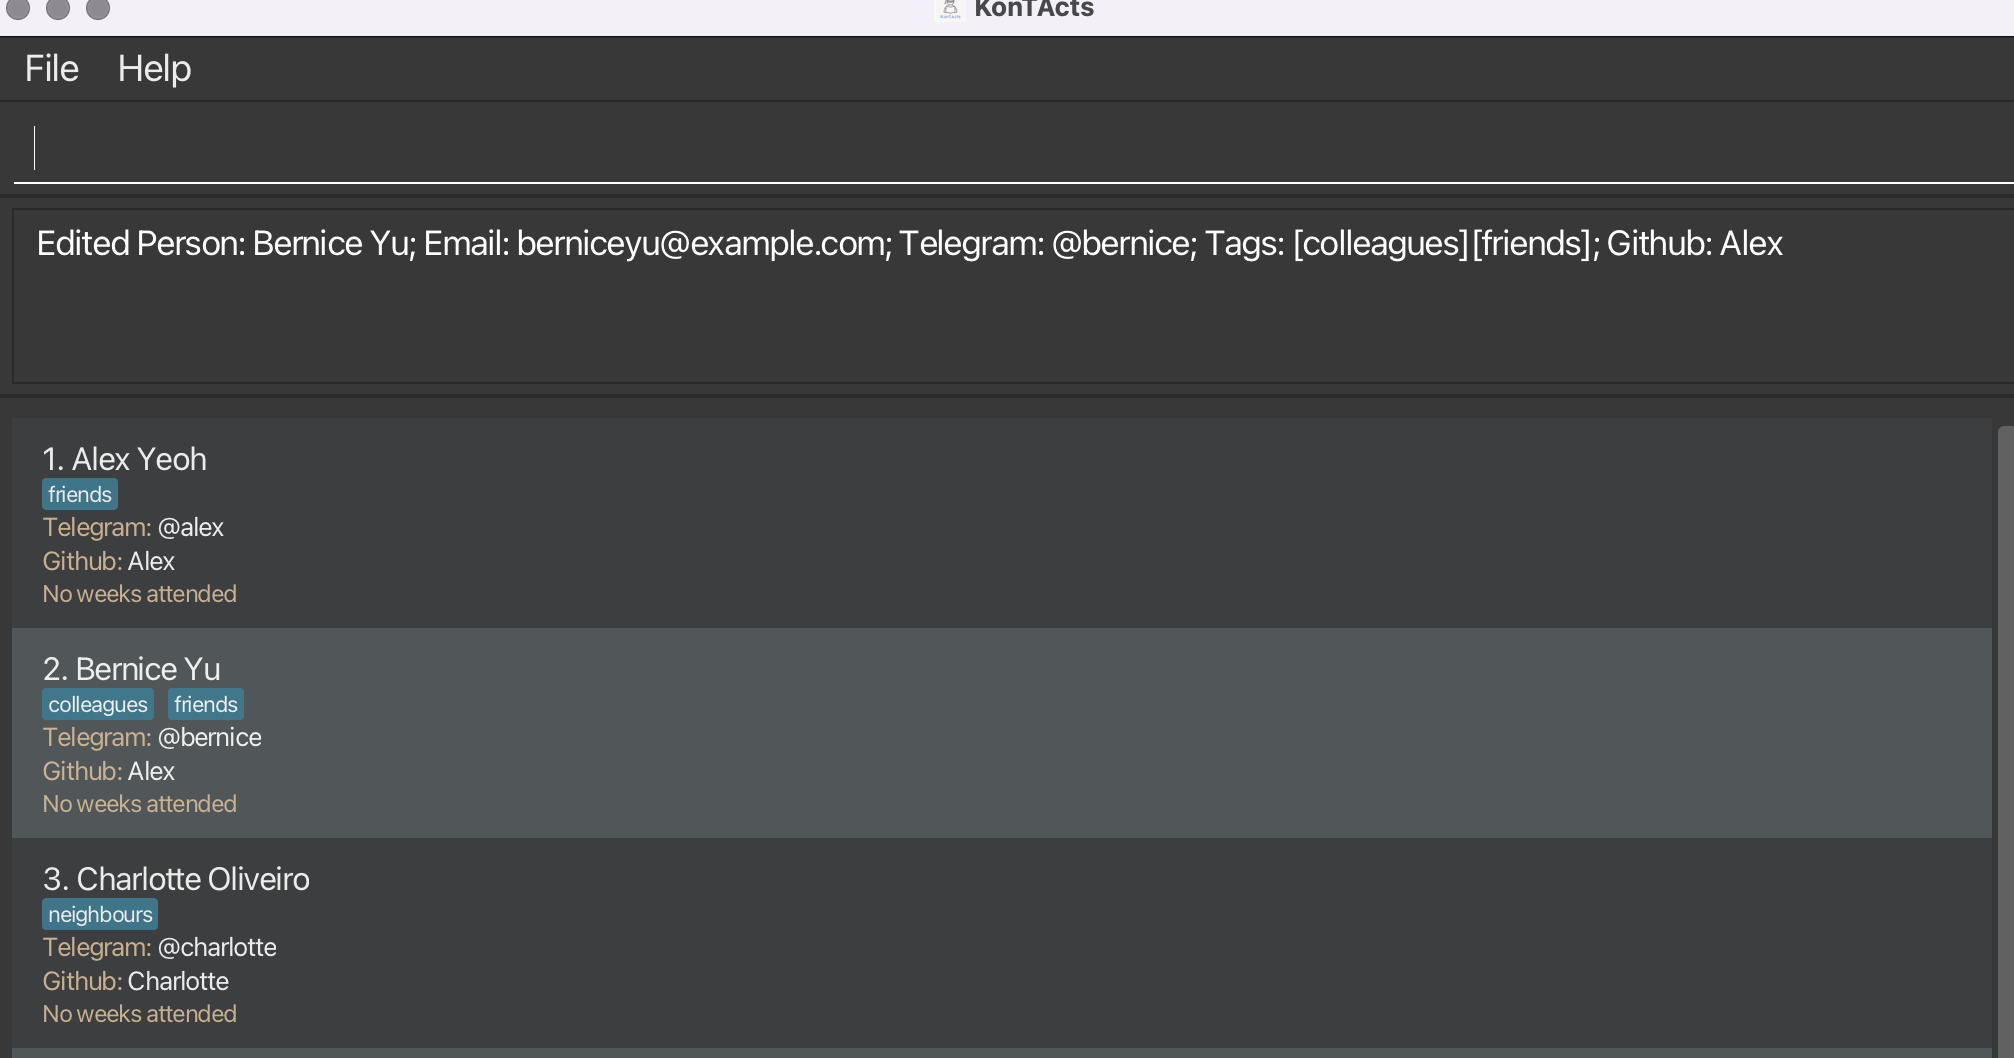 KonTActs
File Help
Edited Person: Bernice Yu; Email: berniceyu@example.com; Telegram: @bernice; Tags: [colleagues][friends]; Github: Alex
1. Alex Yeoh
friends
Telegram: @alex
Github: Alex
No weeks attended
2. Bernice Yu
colleagues friends
Telegram: @bernice
Github: Alex
No weeks attended
3. Charlotte Oliveiro
neighbours
Telegram: @charlotte
Github: Charlotte
No weeks attended